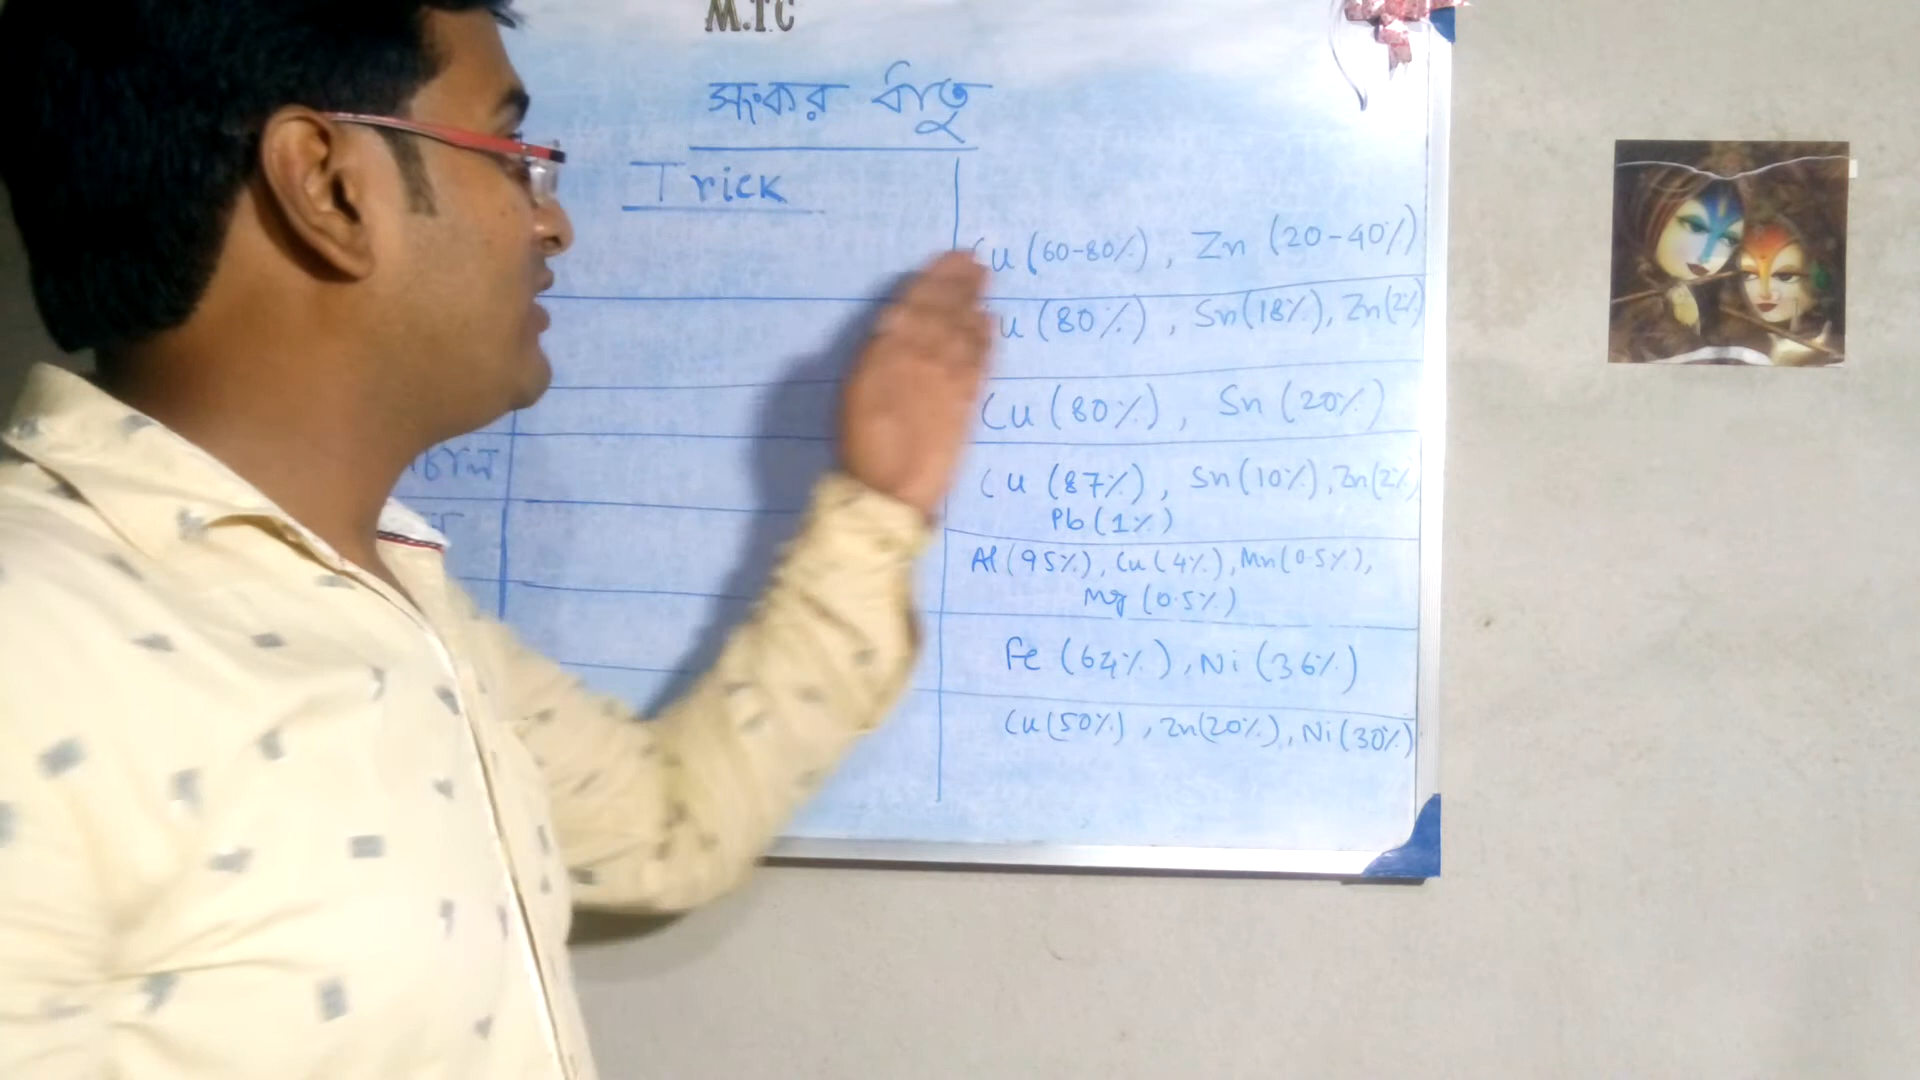 M.T.C
সংকর ধাতু
Trick
Cu (60-80%), Zn (20-40%)
Cu (80%), Sn(18%), Zn(2%)
Cu (80%), Sn (20%)
Cu (87%), Sn(10%), Zn(2%)
Pb(1%)
Al(95%), Cu(4%), Mn(0.5%),
Mg (0.5%)
Fe (64%), Ni (36%)
Cu(50%), Zn(20%), Ni(30%)